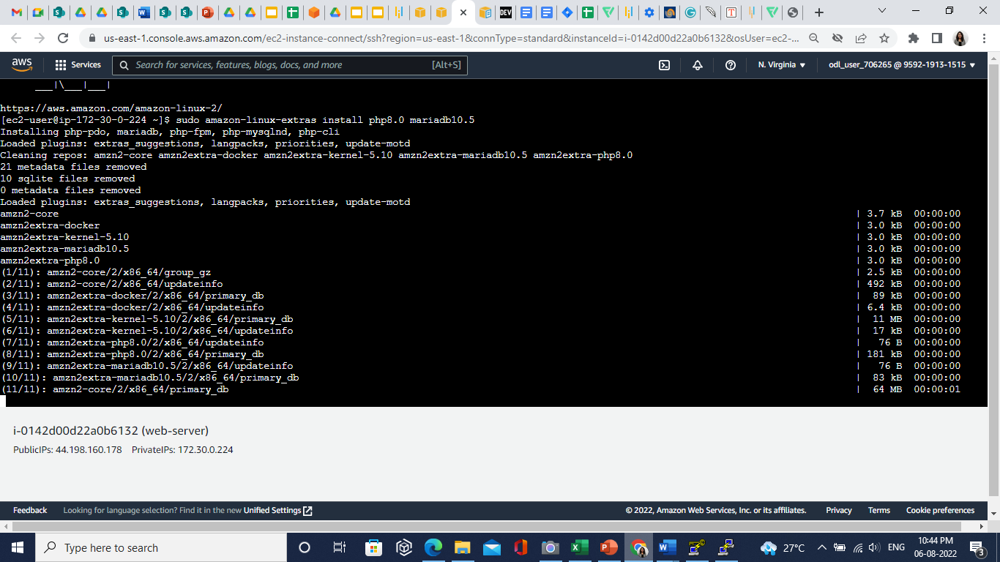 DEV
us-east-1.console.aws.amazon.com/ec2-instance-connect/ssh?region=us-east-1&connType=standard&instanceId=i-0142d00d22a0b6132&osUser=ec2-...
aws
Services
Search for services, features, blogs, docs, and more
[Alt+S]
N. Virginia
odl_user_706265 @ 9592-1913-1515
___|\___|___|
https://aws.amazon.com/amazon-linux-2/
[ec2-user@ip-172-30-0-224 ~]$ sudo amazon-linux-extras install php8.0 mariadb10.5
Installing php-pdo, mariadb, php-fpm, php-mysqlnd, php-cli
Loaded plugins: extras_suggestions, langpacks, priorities, update-motd
Cleaning repos: amzn2-core amzn2extra-docker amzn2extra-kernel-5.10 amzn2extra-mariadb10.5 amzn2extra-php8.0
21 metadata files removed
10 sqlite files removed
0 metadata files removed
Loaded plugins: extras_suggestions, langpacks, priorities, update-motd
amzn2-core | 3.7 kB 00:00:00
amzn2extra-docker | 3.0 kB 00:00:00
amzn2extra-kernel-5.10 | 3.0 kB 00:00:00
amzn2extra-mariadb10.5 | 3.0 kB 00:00:00
amzn2extra-php8.0 | 3.0 kB 00:00:00
(1/11): amzn2-core/2/x86_64/group_gz | 2.5 kB 00:00:00
(2/11): amzn2-core/2/x86_64/updateinfo | 492 kB 00:00:00
(3/11): amzn2extra-docker/2/x86_64/primary_db | 89 kB 00:00:00
(4/11): amzn2extra-docker/2/x86_64/updateinfo | 6.4 kB 00:00:00
(5/11): amzn2extra-kernel-5.10/2/x86_64/primary_db | 11 MB 00:00:00
(6/11): amzn2extra-kernel-5.10/2/x86_64/updateinfo | 17 kB 00:00:00
(7/11): amzn2extra-php8.0/2/x86_64/updateinfo | 76 B 00:00:00
(8/11): amzn2extra-php8.0/2/x86_64/primary_db | 181 kB 00:00:00
(9/11): amzn2extra-mariadb10.5/2/x86_64/updateinfo | 76 B 00:00:00
(10/11): amzn2extra-mariadb10.5/2/x86_64/primary_db | 83 kB 00:00:00
(11/11): amzn2-core/2/x86_64/primary_db | 64 MB 00:00:01
i-0142d00d22a0b6132 (web-server)
PublicIPs: 44.198.160.178 PrivateIPs: 172.30.0.224
Feedback
Looking for language selection? Find it in the new Unified Settings
© 2022, Amazon Web Services, Inc. or its affiliates.
Privacy
Terms
Cookie preferences
Type here to search
27°C
ENG
10:44 PM
06-08-2022
3